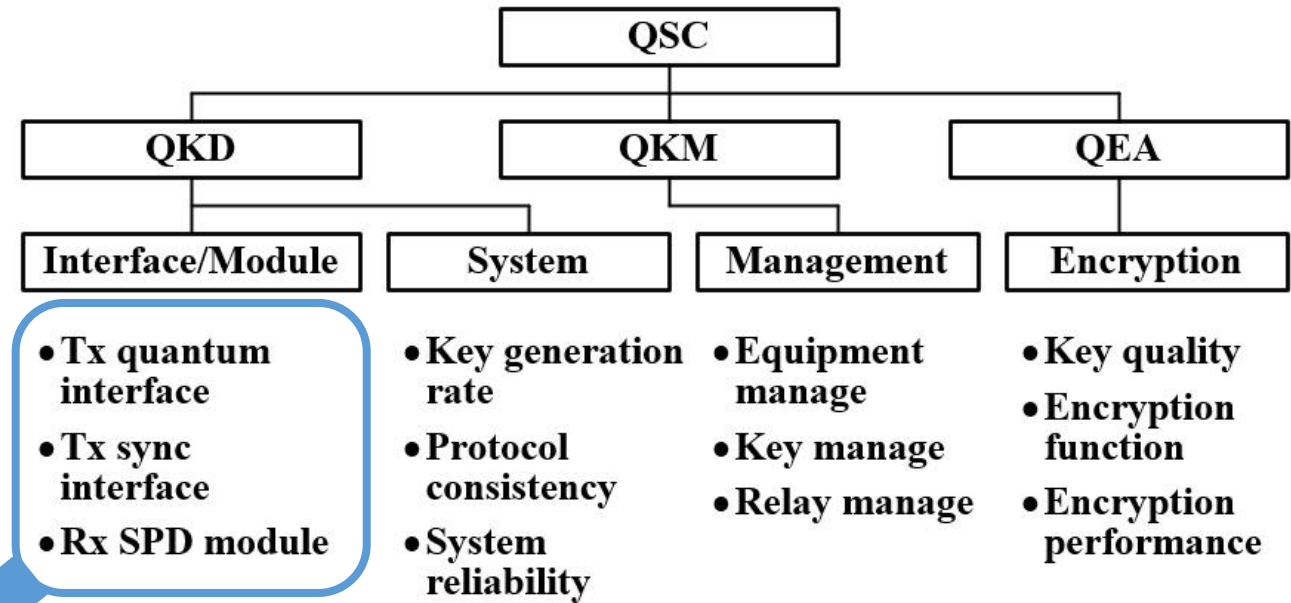 QSC
QKD
QKM
QEA
Interface/Module
System
Management
Encryption
•Tx quantum
interface
•Tx sync
interface
•Rx SPD module
•Key generation
rate
•Protocol
consistency
•System
reliability
•Equipment
manage
•Key manage
•Relay manage
•Key quality
•Encryption
function
•Encryption
performance